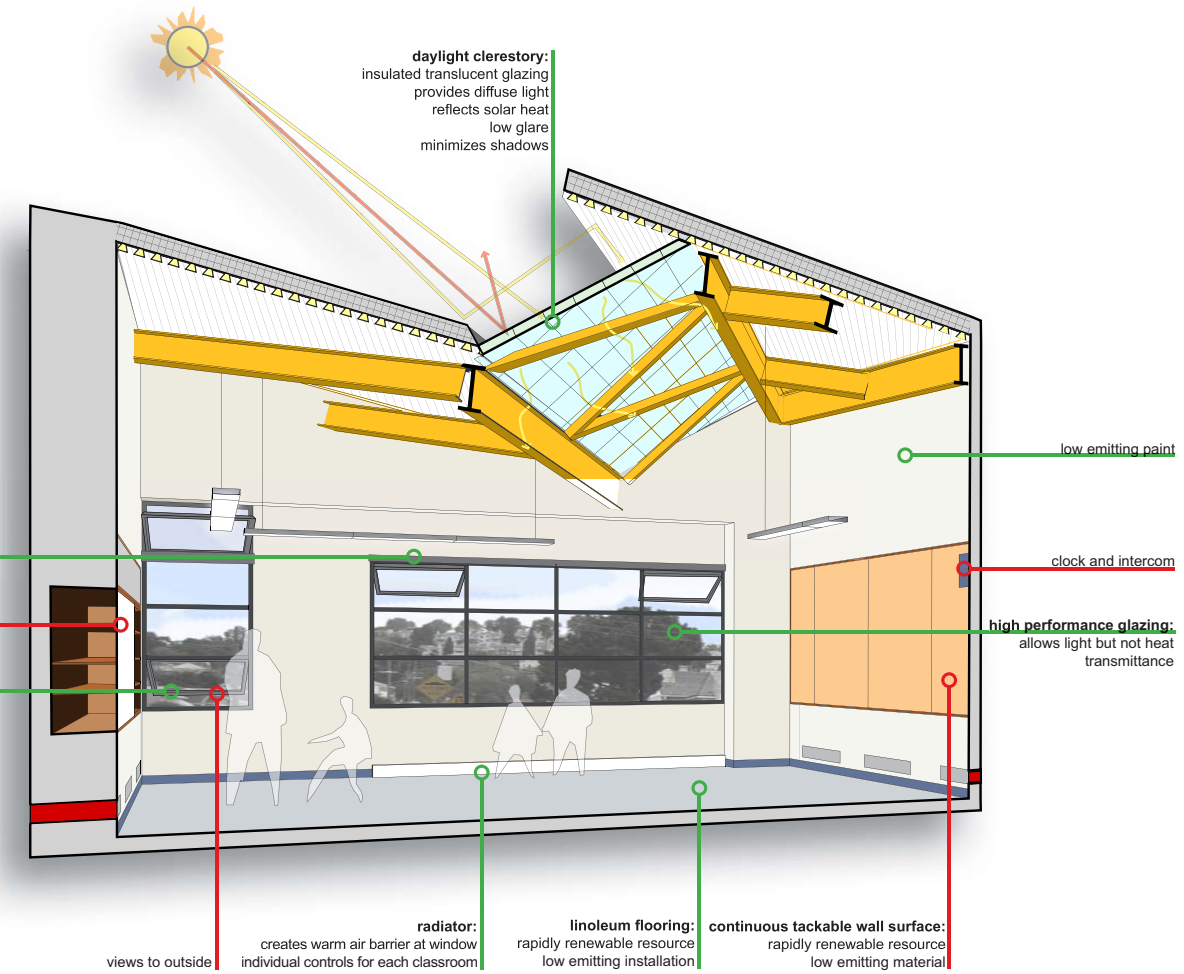 daylight clerestory:
insulated translucent glazing
provides diffuse light
reflects solar heat
low glare
minimizes shadows
low emitting paint
clock and intercom
high performance glazing:
allows light but not heat
transmittance
views to outside
radiator:
creates warm air barrier at window
individual controls for each classroom
linoleum flooring:
rapidly renewable resource
low emitting installation
continuous tackable wall surface:
rapidly renewable resource
low emitting material